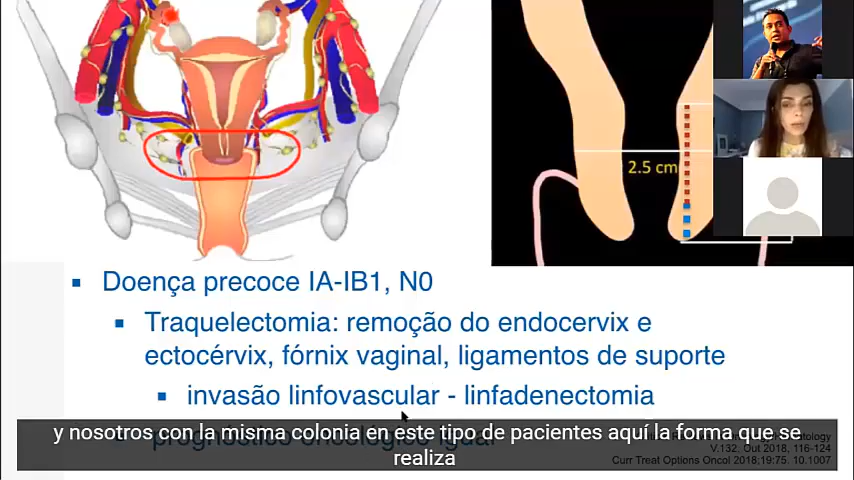 2.5 cm
Doença precoce IA-IB1, N0
Traquelectomia: remoção do endocervix e
ectocérvix, fórnix vaginal, ligamentos de suporte
invasão linfovascular - linfadenectomia
y nosotros con la misma colonia en este tipo de pacientes aquí la forma que se
realiza
V.132, Out 2018, 116-124
Curr Treat Options Oncol 2018;19:75. 10.1007